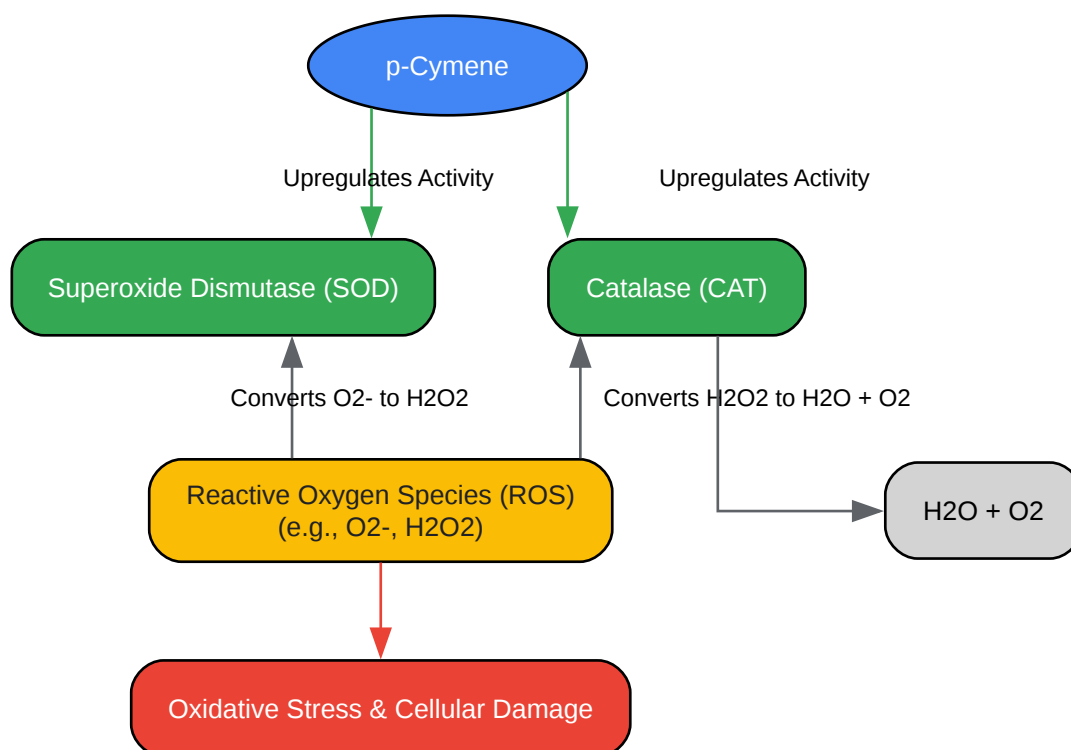 p-Cymene
Upregulates Activity
Upregulates Activity
Superoxide Dismutase (SOD)
Catalase (CAT)
Converts O2- to H2O2
Converts H2O2 to H2O + O2
Reactive Oxygen Species (ROS)
(e.g., O2-, H2O2)
H2O + O2
Oxidative Stress & Cellular Damage